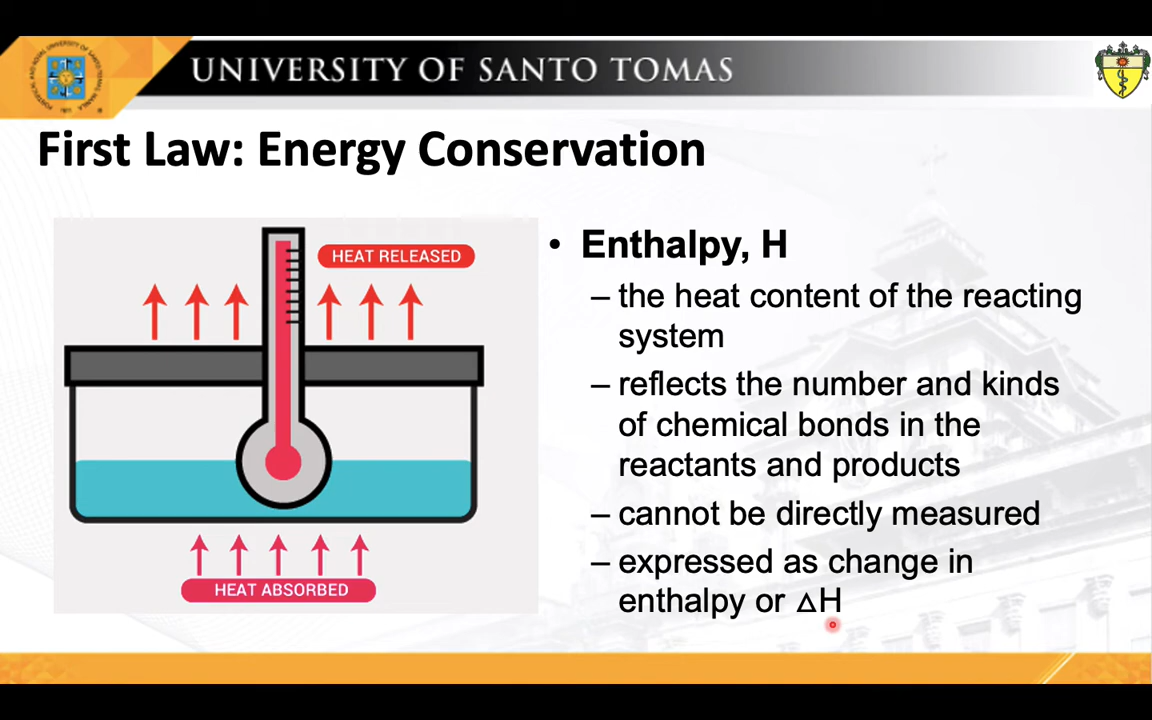 UNIVERSITY OF SANTO TOMAS
First Law: Energy Conservation
HEAT RELEASED
HEAT ABSORBED
• Enthalpy, H
– the heat content of the reacting
system
– reflects the number and kinds
of chemical bonds in the
reactants and products
– cannot be directly measured
– expressed as change in
enthalpy or △H